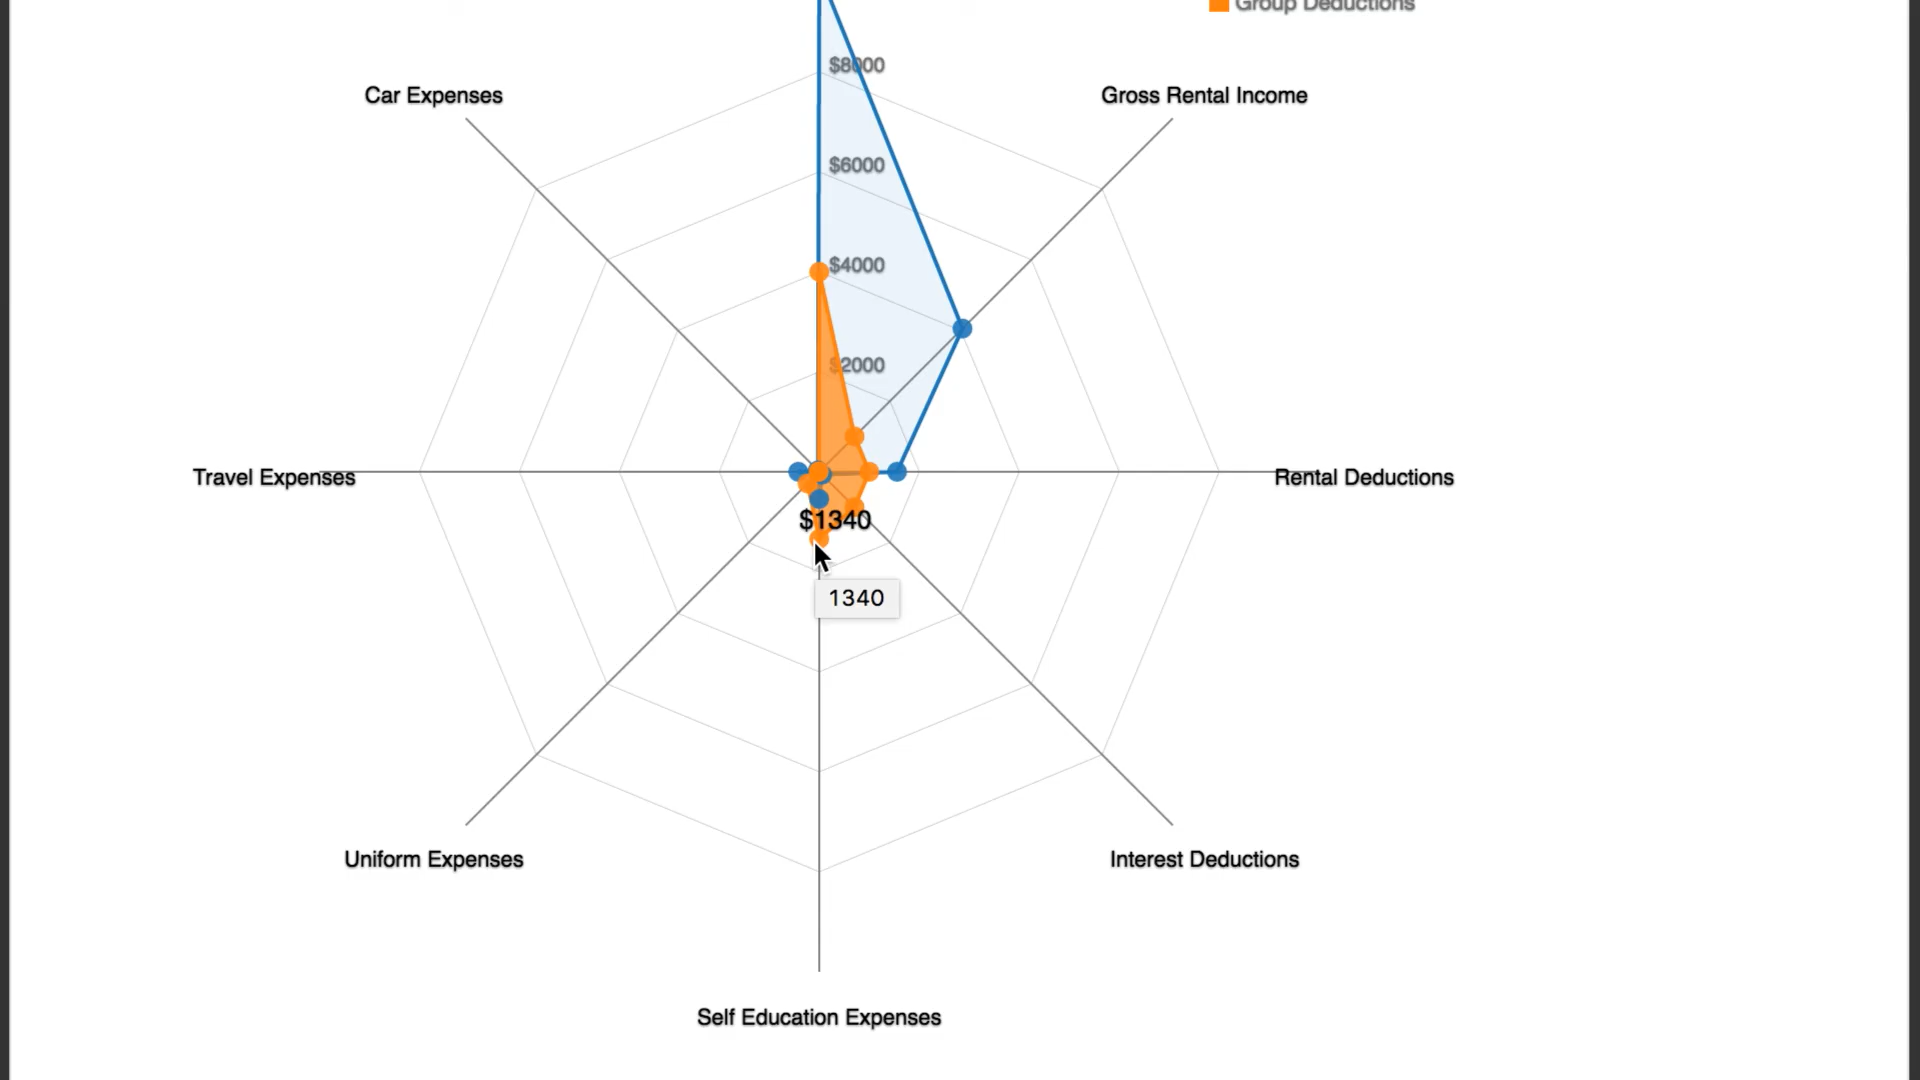 Group Deductions
$8000
Car Expenses
Gross Rental Income
$6000
$4000
$2000
Travel Expenses
Rental Deductions
$1340
1340
Uniform Expenses
Interest Deductions
Self Education Expenses